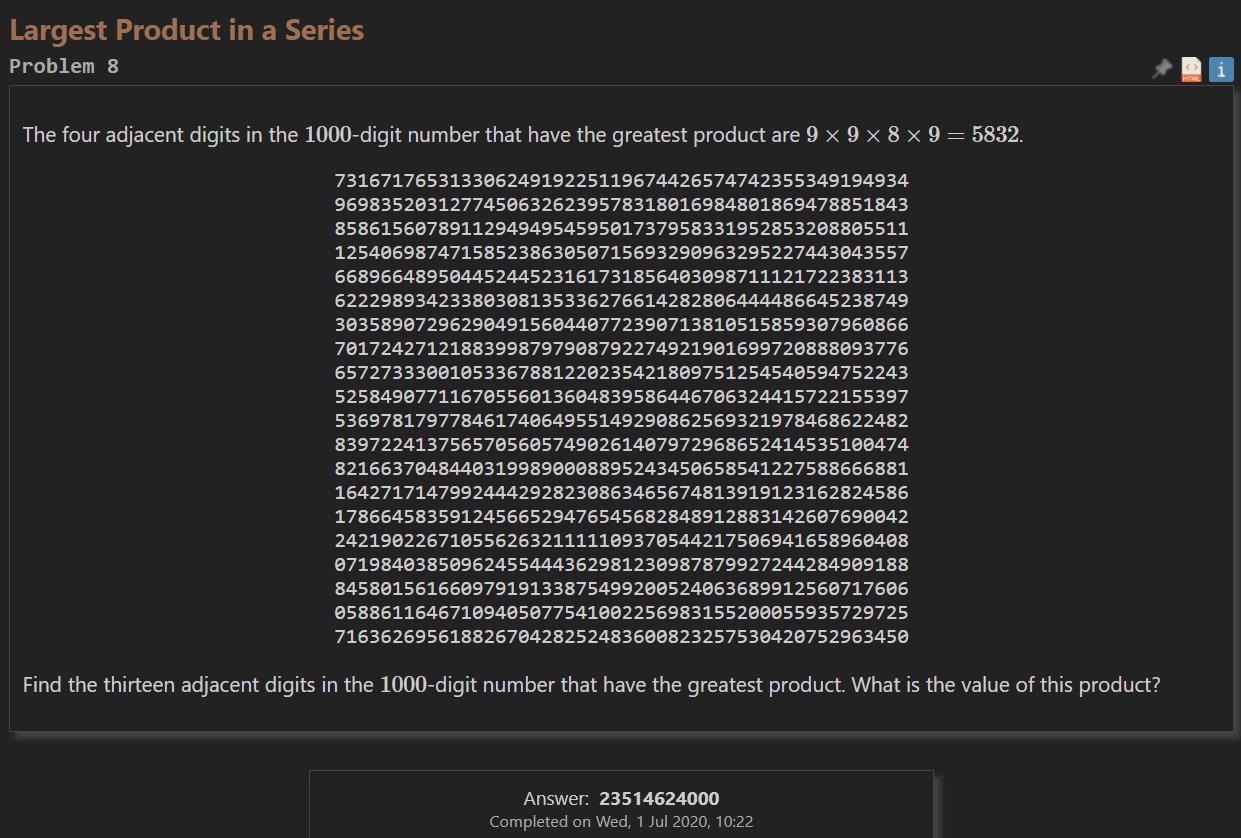 Largest Product in a Series
Problem 8
HTML
i
The four adjacent digits in the 1000-digit number that have the greatest product are 9 × 9 × 8 × 9 = 5832.
73167176531330624919225119674426574742355349194934
96983520312774506326239578318016984801869478851843
85861560789112949495459501737958331952853208805511
12540698747158523863050715693290963295227443043557
66896648950445244523161731856403098711121722383113
62229893423380308135336276614282806444486645238749
30358907296290491560440772390713810515859307960866
70172427121883998797908792274921901699720888093776
65727333001053367881220235421809751254540594752243
52584907711670556013604839586446706324415722155397
53697817977846174064955149290862569321978468622482
83972241375657056057490261407972968652414535100474
82166370484403199890008895243450658541227588666881
16427171479924442928230863465674813919123162824586
17866458359124566529476545682848912883142607690042
24219022671055626321111109370544217506941658960408
07198403850962455444362981230987879927244284909188
84580156166097919133875499200524063689912560717606
05886116467109405077541002256983155200055935729725
71636269561882670428252483600823257530420752963450
Find the thirteen adjacent digits in the 1000-digit number that have the greatest product. What is the value of this product?
Answer: 23514624000
Completed on Wed, 1 Jul 2020, 10:22